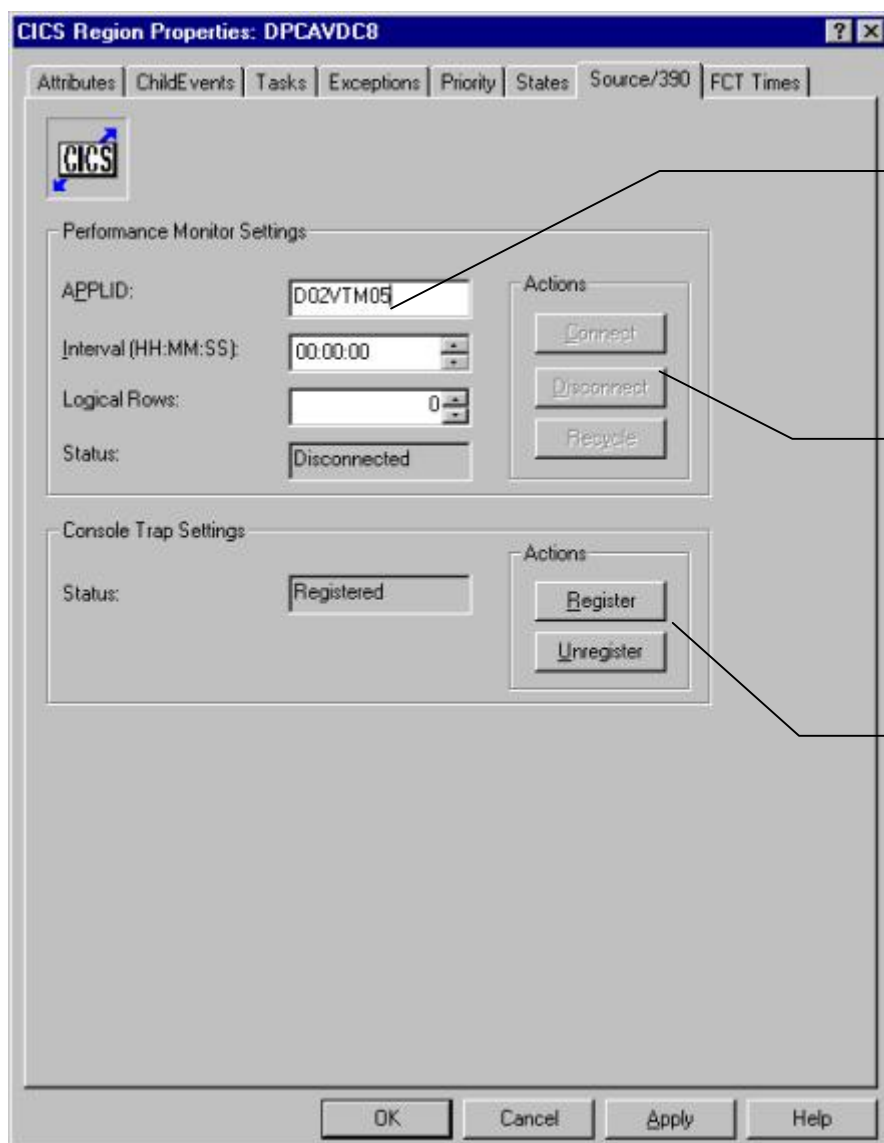 CICS Region Properties: DPCAVDC8
Attributes ChildEvents Tasks Exceptions Priority States Source/390 FCT Times
CICS
Performance Monitor Settings
APPLID: D02VTM05
Interval (HH:MM:SS): 00:00:00
Logical Rows: 0
Status: Disconnected
Actions
Connect
Disconnect
Recycle
Console Trap Settings
Status: Registered
Actions
Register
Unregister
OK Cancel Apply Help